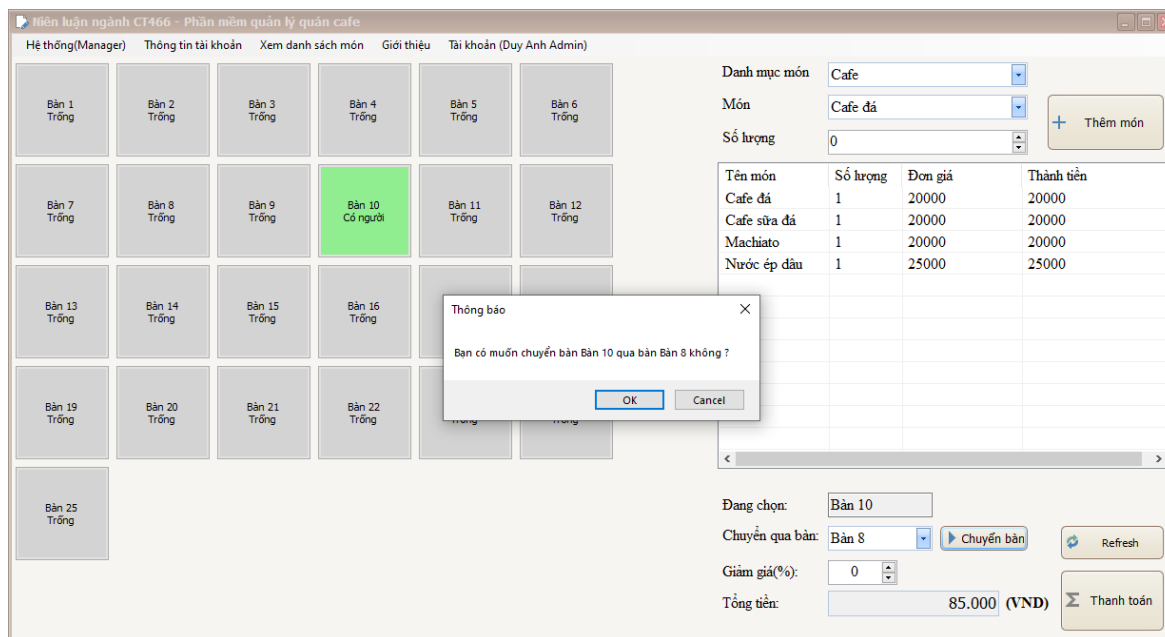 Niên luận ngành CT466 - Phần mềm quản lý quán cafe
Hệ thống(Manager) Thông tin tài khoản Xem danh sách món Giới thiệu Tài khoản (Duy Anh Admin)
Bàn 1 Bàn 2 Bàn 3 Bàn 4 Bàn 5 Bàn 6
Trống Trống Trống Trống Trống Trống
Bàn 7 Bàn 8 Bàn 9 Bàn 10 Bàn 11 Bàn 12
Trống Trống Trống Có người Trống Trống
Bàn 13 Bàn 14 Bàn 15 Bàn 16
Trống Trống Trống Trống
Bàn 19 Bàn 20 Bàn 21 Bàn 22
Trống Trống Trống Trống
Bàn 25
Trống
Thông báo
Bạn có muốn chuyển bàn Bàn 10 qua bàn Bàn 8 không ?
OK Cancel
Danh mục món Cafe
Món Cafe đá
Số lượng 0
+ Thêm món
Tên món Số lượng Đơn giá Thành tiền
Cafe đá 1 20000 20000
Cafe sữa đá 1 20000 20000
Machiato 1 20000 20000
Nước ép dâu 1 25000 25000
Đang chọn: Bàn 10
Chuyển qua bàn: Bàn 8 Chuyển bàn Refresh
Giảm giá(%): 0
Tổng tiền: 85.000 (VND) Σ Thanh toán